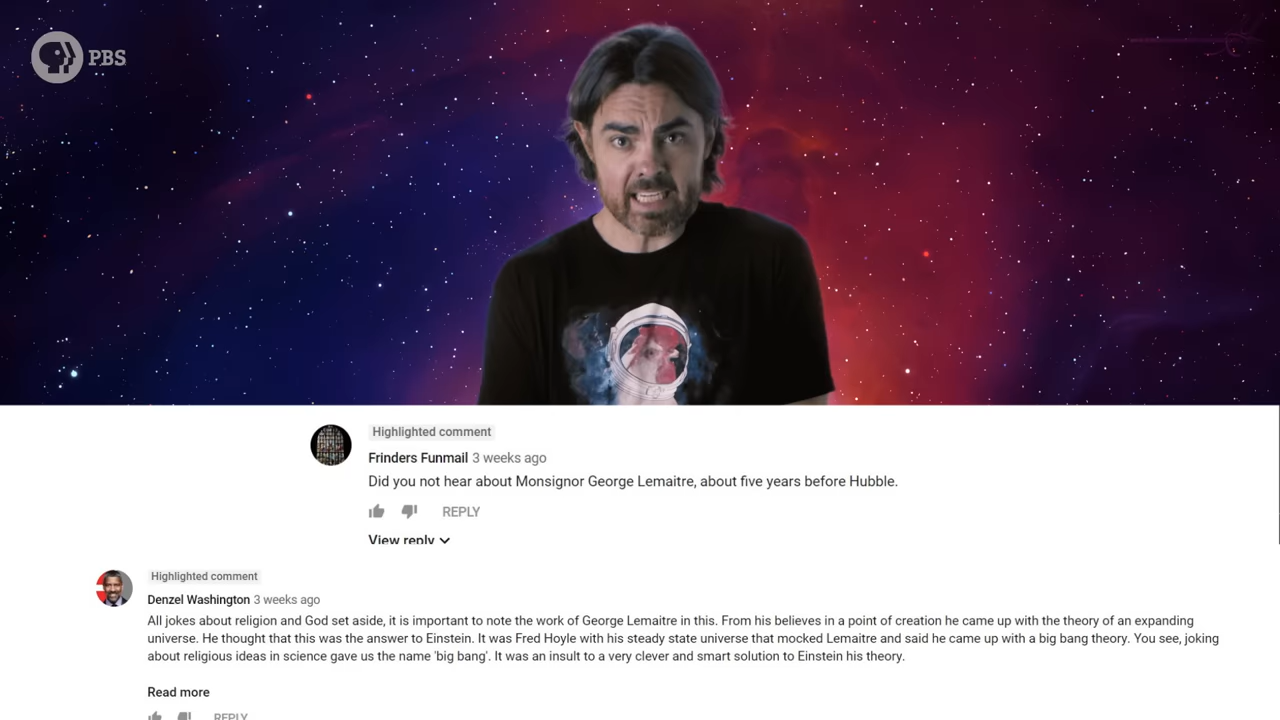 PBS
Highlighted comment
Frinders Funmail 3 weeks ago
Did you not hear about Monsignor George Lemaitre, about five years before Hubble.
REPLY
View reply
Highlighted comment
Denzel Washington 3 weeks ago
All jokes about religion and God set aside, it is important to note the work of George Lemaitre in this. From his believes in a point of creation he came up with the theory of an expanding
universe. He thought that this was the answer to Einstein. It was Fred Hoyle with his steady state universe that mocked Lemaitre and said he came up with a big bang theory. You see, joking
about religious ideas in science gave us the name 'big bang'. It was an insult to a very clever and smart solution to Einstein his theory.
Read more
REPLY